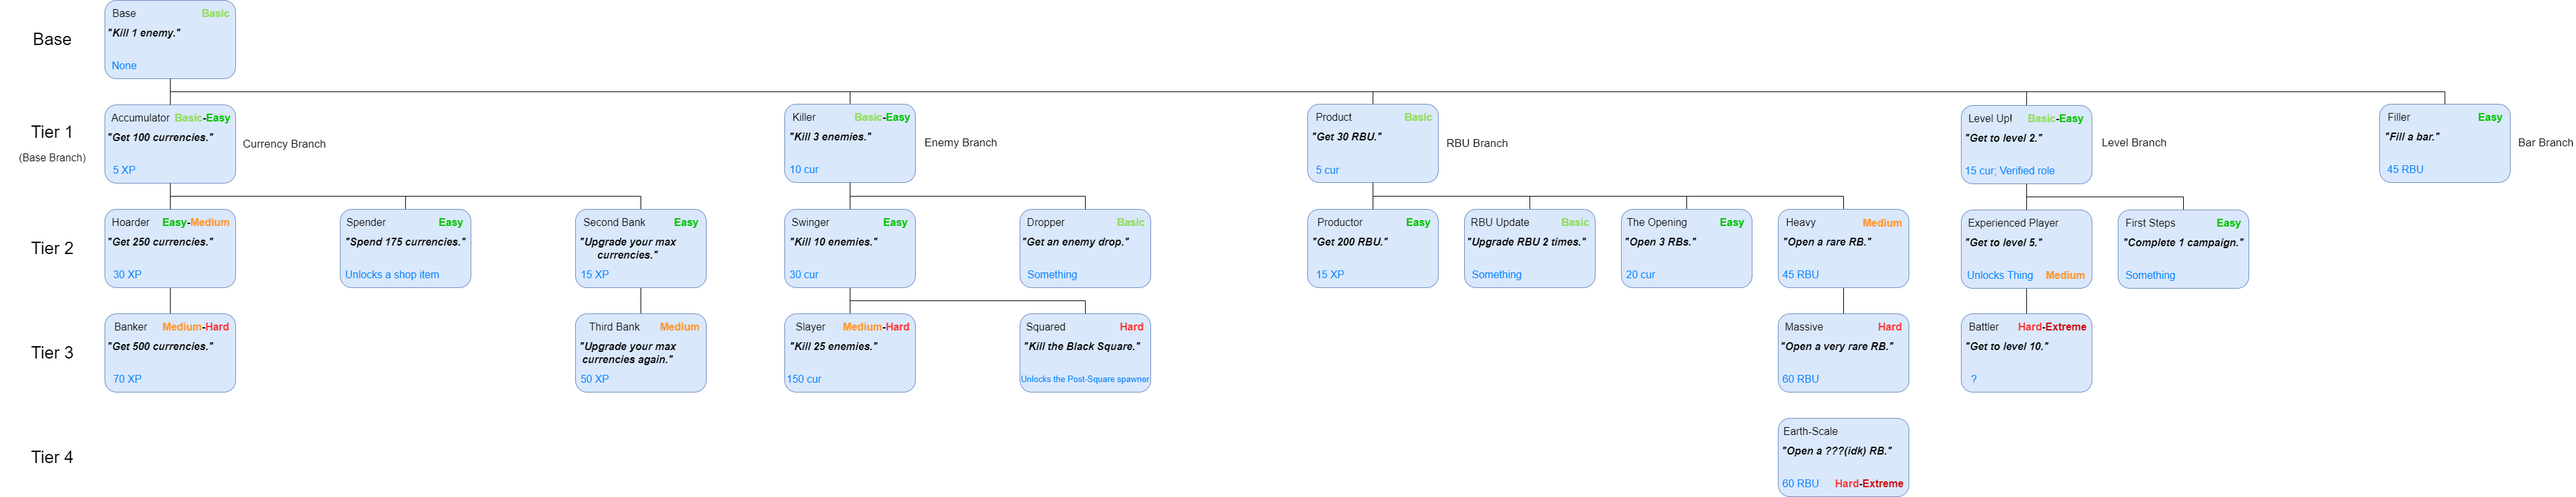 Base
Base Basic
"Kill 1 enemy."
None
Tier 1
(Base Branch)
Accumulator Basic-Easy
"Get 100 currencies."
5 XP
Currency Branch
Killer Basic-Easy
"Kill 3 enemies."
10 cur
Enemy Branch
Product Basic
"Get 30 RBU."
5 cur
RBU Branch
Level Up! Basic-Easy
"Get to level 2."
15 cur; Verified role
Level Branch
Filler Easy
"Fill a bar."
45 RBU
Bar Branch
Tier 2
Hoarder Easy-Medium
"Get 250 currencies."
30 XP
Spender Easy
"Spend 175 currencies."
Unlocks a shop item
Second Bank Easy
"Upgrade your max
currencies."
15 XP
Swinger Easy
"Kill 10 enemies."
30 cur
Dropper Basic
"Get an enemy drop."
Something
Productor Easy
"Get 200 RBU."
15 XP
RBU Update Basic
"Upgrade RBU 2 times."
Something
The Opening Easy
"Open 3 RBs."
20 cur
Heavy Medium
"Open a rare RB."
45 RBU
Experienced Player
"Get to level 5."
Unlocks Thing Medium
First Steps Easy
"Complete 1 campaign."
Something
Tier 3
Banker Medium-Hard
"Get 500 currencies."
70 XP
Third Bank Medium
"Upgrade your max
currencies again."
50 XP
Slayer Medium-Hard
"Kill 25 enemies."
150 cur
Squared Hard
"Kill the Black Square."
Unlocks the Post-Square spawner
Massive Hard
"Open a very rare RB."
60 RBU
Battler Hard-Extreme
"Get to level 10."
?
Tier 4
Earth-Scale
"Open a ???(idk) RB."
60 RBU Hard-Extreme